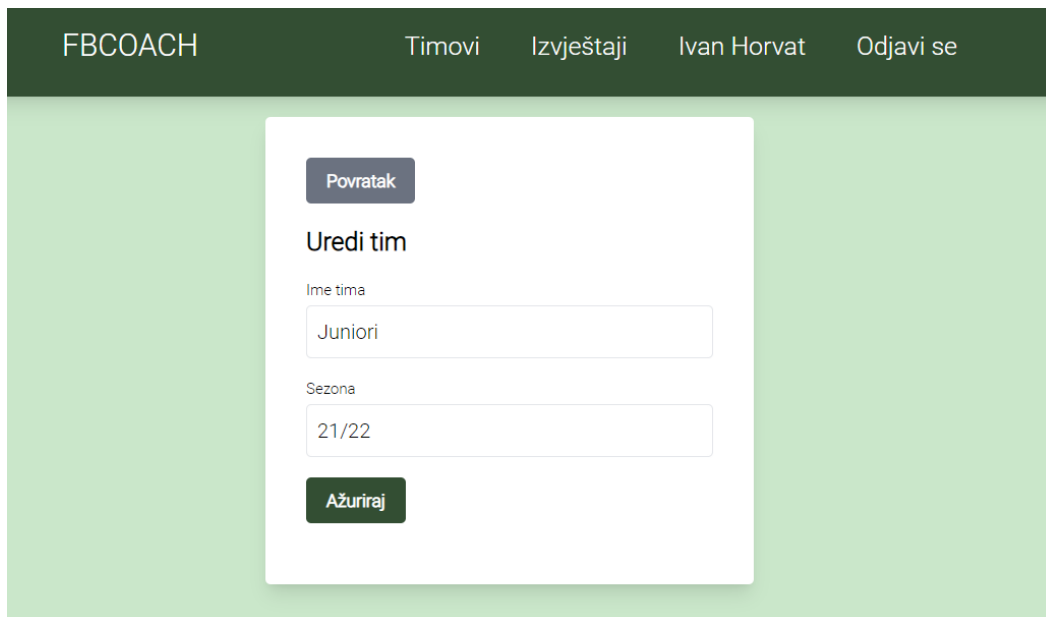 FBCOACH Timovi Izvještaji Ivan Horvat Odjavi se
Povratak
Uredi tim
Ime tima
Juniori
Sezona
21/22
Ažuriraj